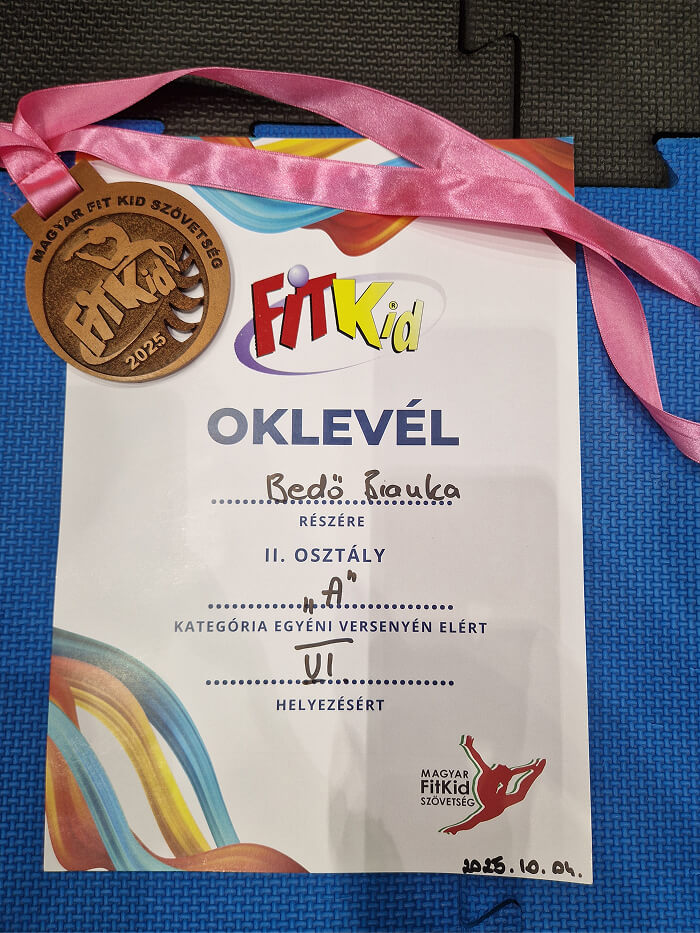 MAGYAR FIT KID SZÖVETSÉG
FiTKid
2025
FiTKid®
OKLEVÉL
Bedő Bianka
RÉSZÉRE
II. OSZTÁLY
„A”
KATEGÓRIA EGYÉNI VERSENYÉN ELÉRT
VI.
HELYEZÉSÉRT
MAGYAR
FitKid
SZÖVETSÉG
2025.10.04.